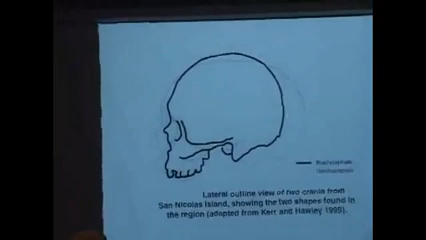 Brachycephalic
Lateral outline view of two crania from
San Nicolas Island, showing the two shapes found in
the region (adapted from Kerr and Hawley 1995).